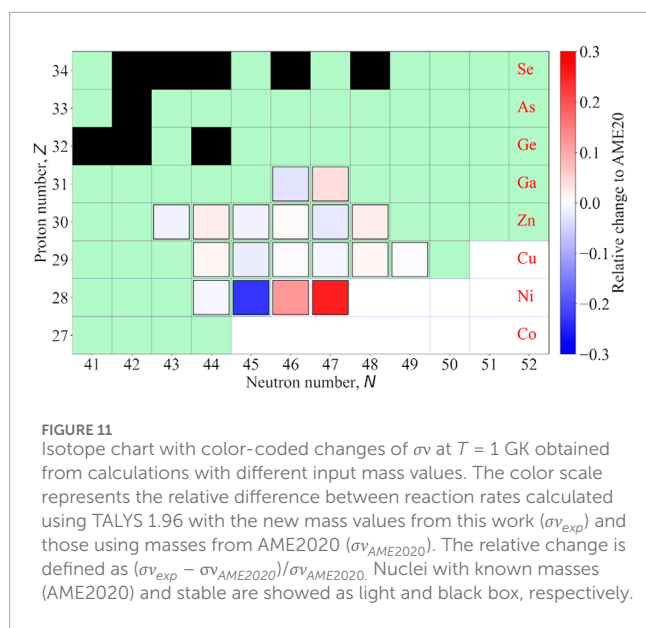 34
33
32
31
30
29
28
27
Proton number, Z
Se
As
Ge
Ga
Zn
Cu
Ni
Co
41 42 43 44 45 46 47 48 49 50 51 52
Neutron number, N
0.3
0.2
0.1
0.0
−0.1
−0.2
−0.3
Relative change to AME20
FIGURE 11
Isotope chart with color-coded changes of σv at T = 1 GK obtained
from calculations with different input mass values. The color scale
represents the relative difference between reaction rates calculated
using TALYS 1.96 with the new mass values from this work (σv_exp) and
those using masses from AME2020 (σv_AME2020). The relative change is
defined as (σv_exp − σv_AME2020)/σv_AME2020. Nuclei with known masses
(AME2020) and stable are shown as light and black box, respectively.